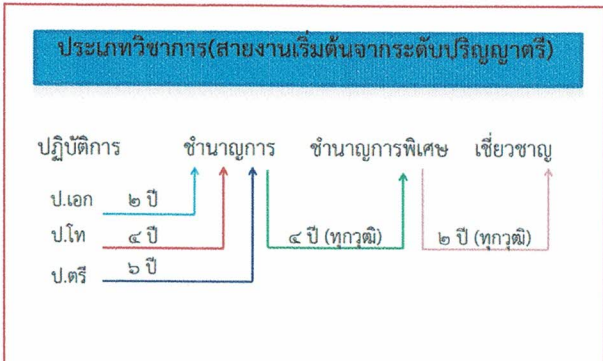 ประเภทวิชาการ(สายงานเริ่มต้นจากระดับปริญญาตรี)
ปฏิบัติการ ชำนาญการ ชำนาญการพิเศษ เชี่ยวชาญ
ป.เอก ๒ ปี
ป.โท ๔ ปี ๔ ปี (ทุกวุฒิ) ๒ ปี (ทุกวุฒิ)
ป.ตรี ๖ ปี